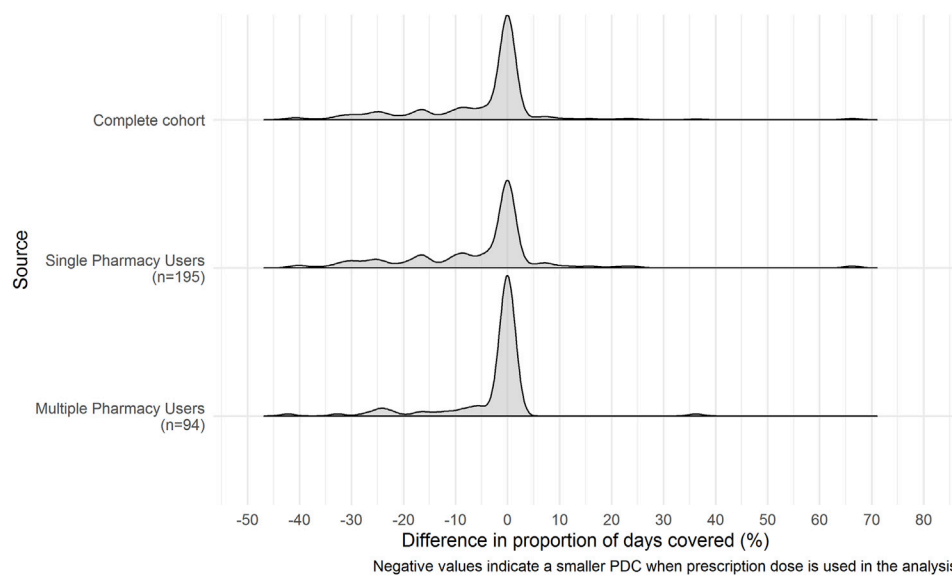 Source
Complete cohort
Single Pharmacy Users
(n=195)
Multiple Pharmacy Users
(n=94)
-50 -40 -30 -20 -10 0 10 20 30 40 50 60 70 80
Difference in proportion of days covered (%)
Negative values indicate a smaller PDC when prescription dose is used in the analysis